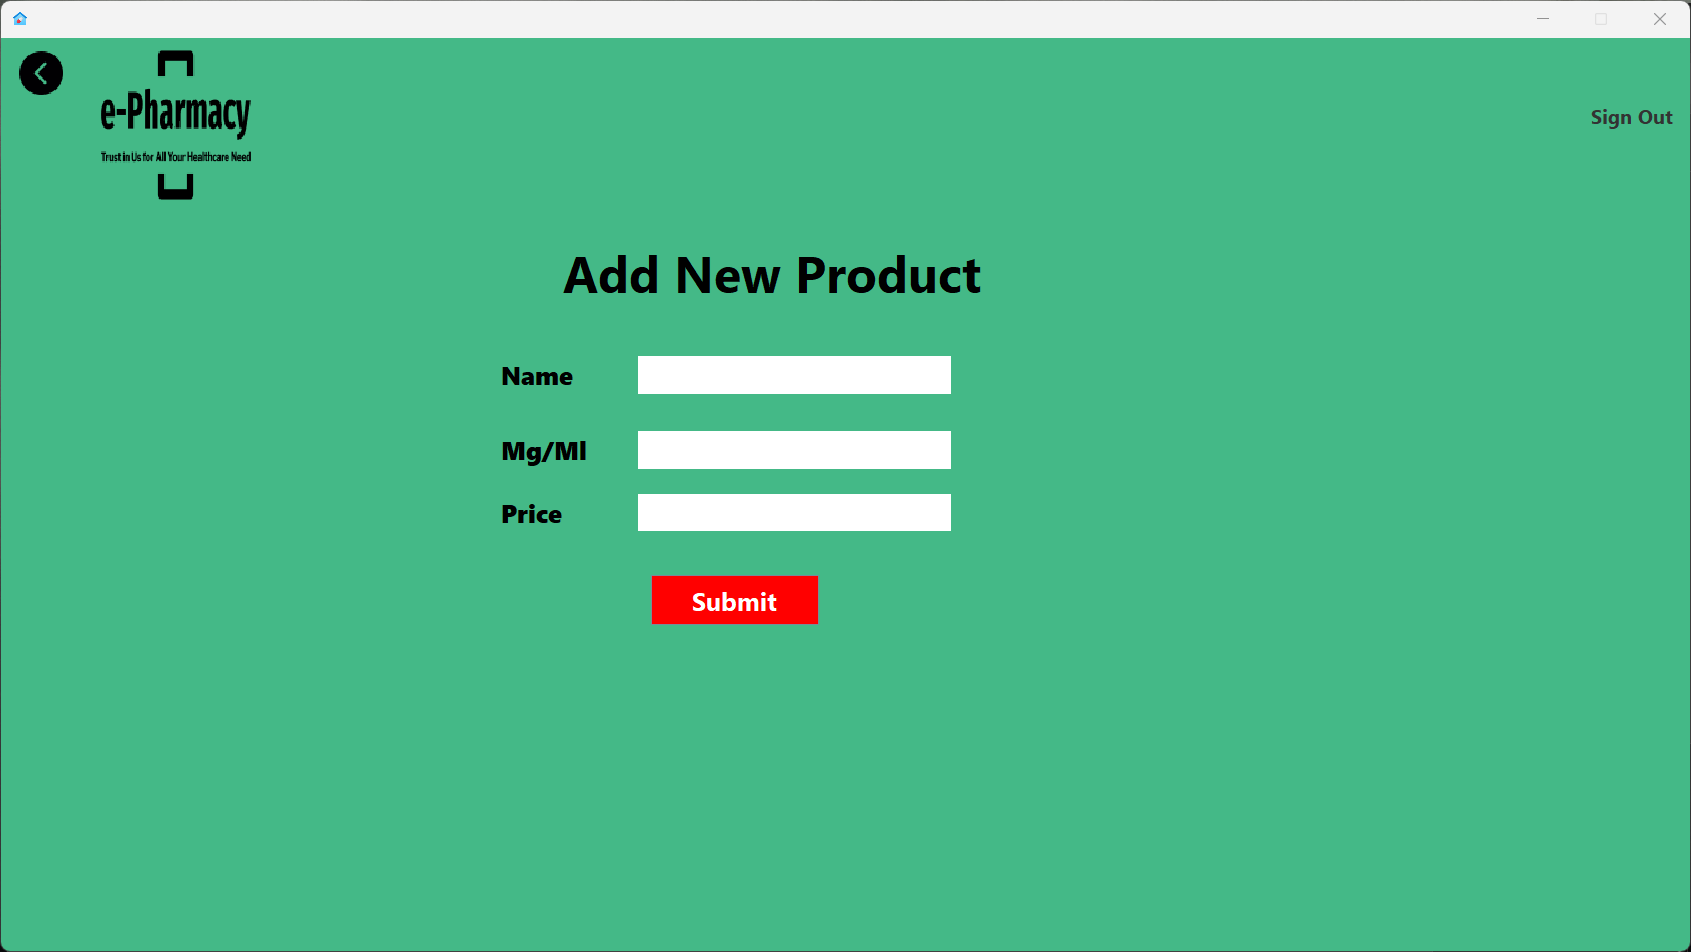 e-Pharmacy
Trust in Us for All Your Healthcare Need
Sign Out
Add New Product
Name
Mg/Ml
Price
Submit